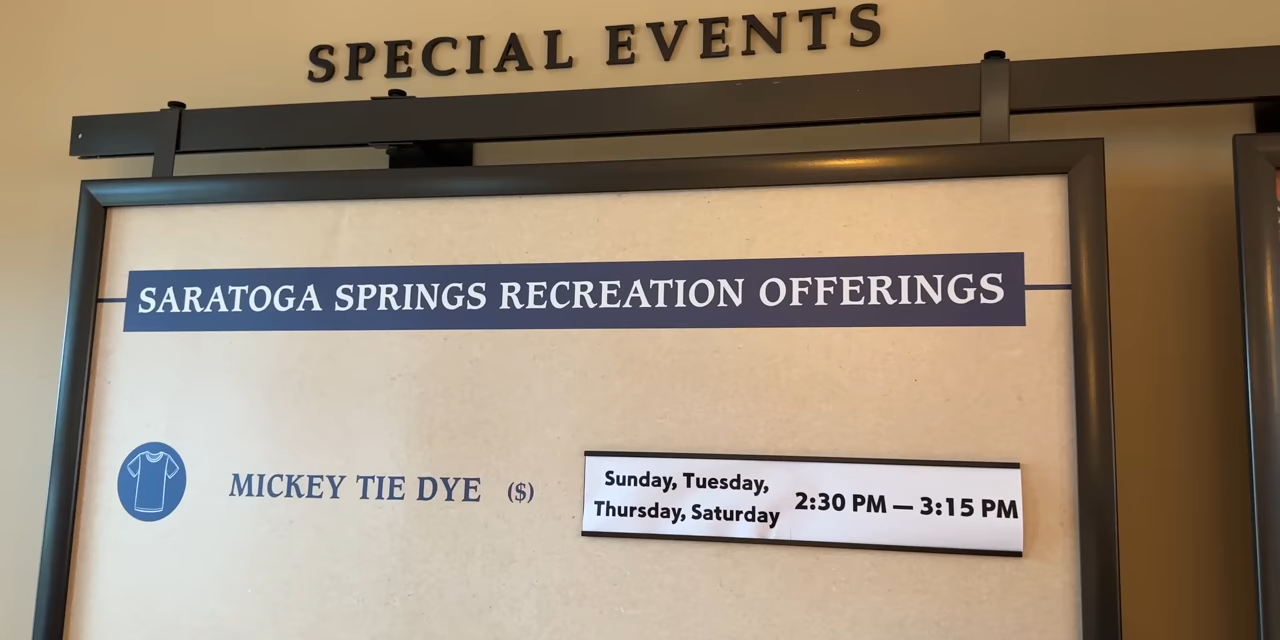 SPECIAL EVENTS
SARATOGA SPRINGS RECREATION OFFERINGS
MICKEY TIE DYE ($)
Sunday, Tuesday,
Thursday, Saturday
2:30 PM — 3:15 PM